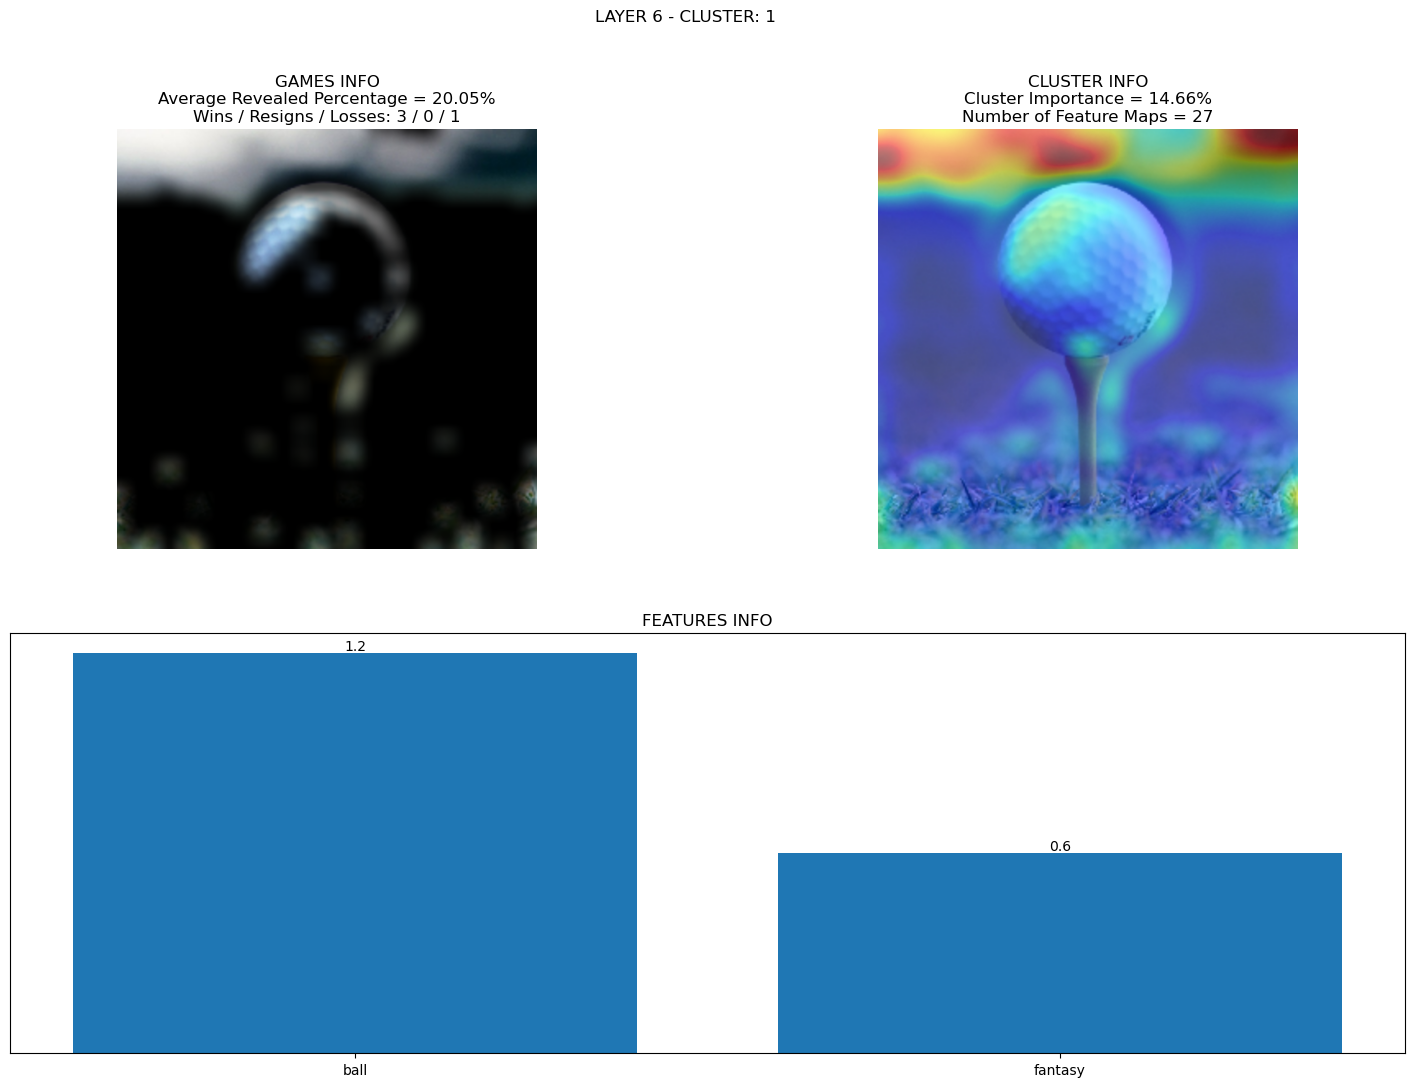 LAYER 6 - CLUSTER: 1
GAMES INFO
Average Revealed Percentage = 20.05%
Wins / Resigns / Losses: 3 / 0 / 1
CLUSTER INFO
Cluster Importance = 14.66%
Number of Feature Maps = 27
FEATURES INFO
1.2
0.6
ball
fantasy